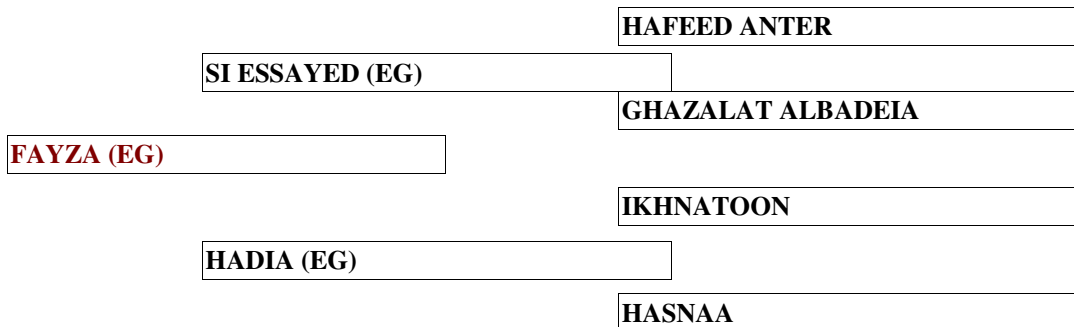 HAFEED ANTER
SI ESSAYED (EG)
GHAZALAT ALBADEIA
FAYZA (EG)
IKHNATOON
HADIA (EG)
HASNAA